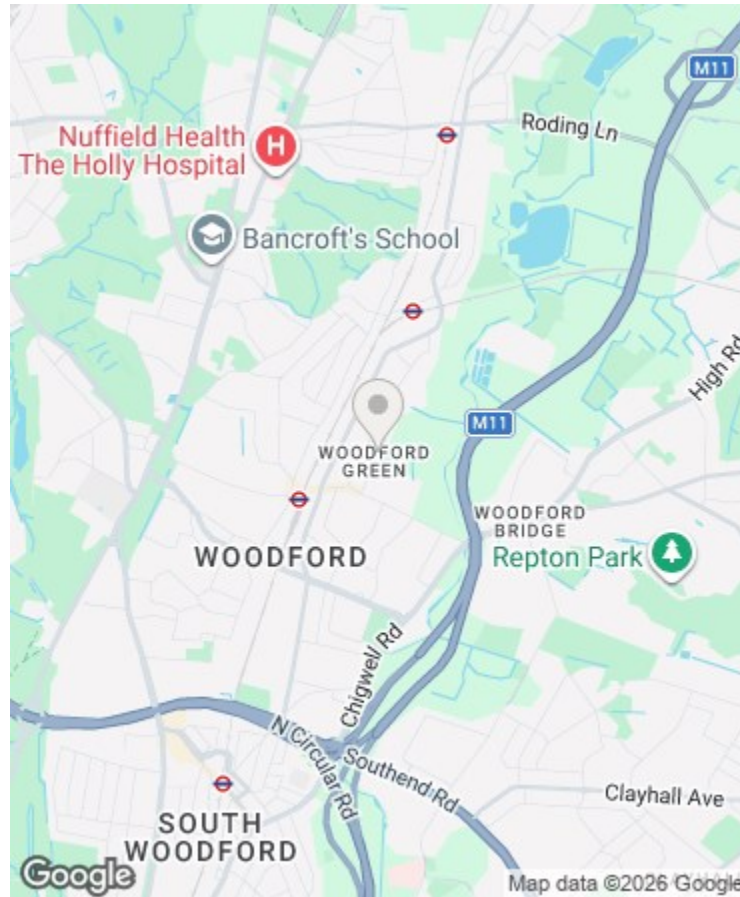 M11
Roding Ln
Nuffield Health
The Holly Hospital
H
Bancroft's School
High Rd
M11
WOODFORD
GREEN
WOODFORD
BRIDGE
WOODFORD
Repton Park
Chigwell Rd
N Circular Rd
Southend Rd
Clayhall Ave
SOUTH
WOODFORD
Google
Map data ©2026 Google